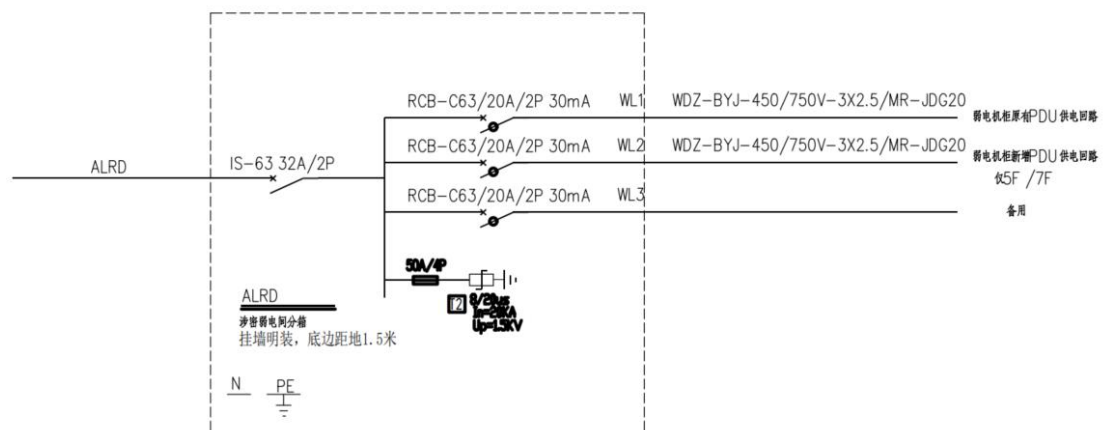 RCB-C63/20A/2P 30mA WL1 WDZ-BYJ-450/750V-3X2.5/MR-JDG20
弱电机柜原有PDU 供电回路
RCB-C63/20A/2P 30mA WL2 WDZ-BYJ-450/750V-3X2.5/MR-JDG20
弱电机柜新增PDU 供电回路
仅5F /7F
ALRD IS-63 32A/2P
RCB-C63/20A/2P 30mA WL3
备用
50A/4P
T2 8/20us
In=20KA
Up=1.5KV
ALRD
涉密弱电间分箱
挂墙明装，底边距地1.5米
N PE